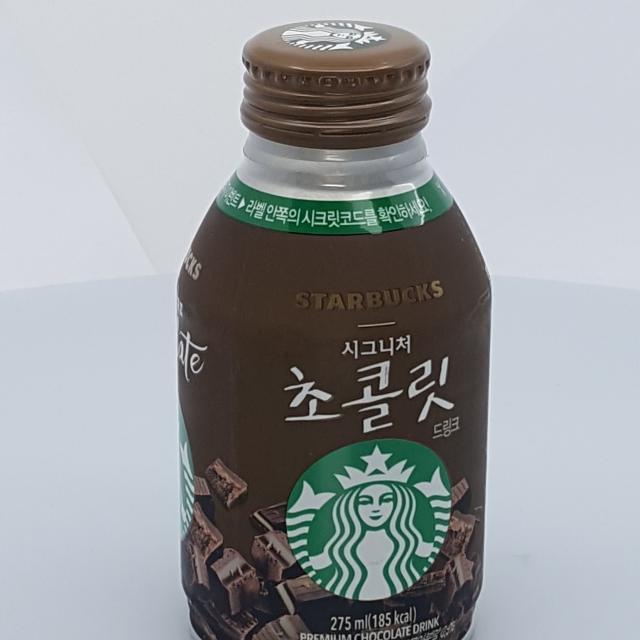 라벨 안쪽의 시크릿코드를 확인하세요!
STARBUCKS
시그니처
초콜릿
드링크
275 ml(185 kcal)
PREMIUM CHOCOLATE DRINK